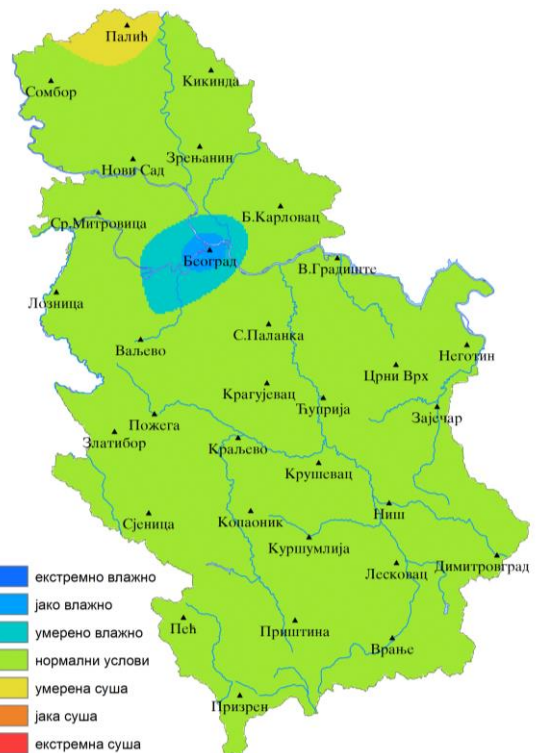 Палић
Сомбор
Кикинда
Зрењанин
Нови Сад
Ср.Митровица
Б.Карловац
Београд
В.Градиште
Лозница
Ваљево
С.Паланка
Неготин
Црни Врх
Крагујевац
Ћуприја
Зајечар
Пожега
Златибор
Краљево
Крушевац
Сјеница
Копаоник
Ниш
Куршумлија
Лесковац
Димитровград
Пећ
Приштина
Врање
Призрен
екстремно влажно
јако влажно
умерено влажно
нормални услови
умерена суша
јака суша
екстремна суша